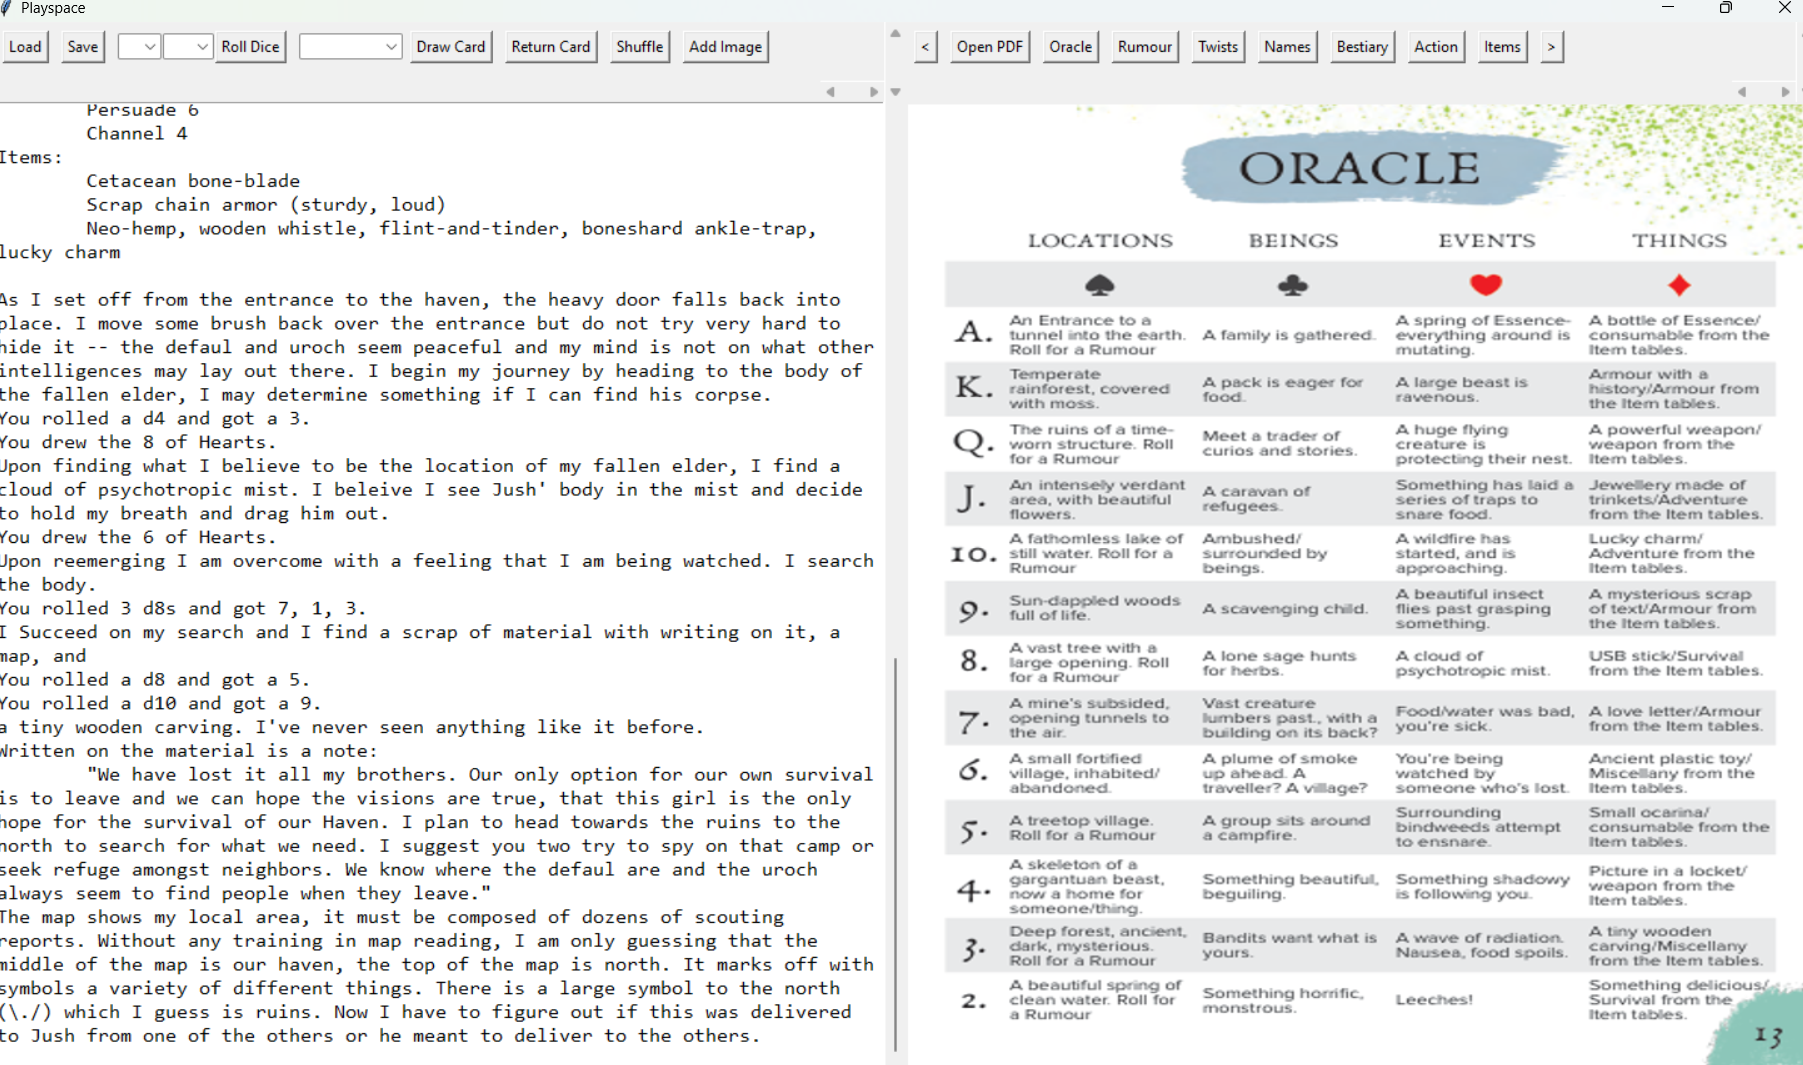 Playspace
Load Save Roll Dice Draw Card Return Card Shuffle Add Image
< Open PDF Oracle Rumour Twists Names Bestiary Action Items >
Persuade 6
Channel 4
Items:
Cetacean bone-blade
Scrap chain armor (sturdy, loud)
Neo-hemp, wooden whistle, flint-and-tinder, boneshard ankle-trap,
lucky charm
As I set off from the entrance to the haven, the heavy door falls back into
place. I move some brush back over the entrance but do not try very hard to
hide it -- the defaul and uroch seem peaceful and my mind is not on what other
intelligences may lay out there. I begin my journey by heading to the body of
the fallen elder, I may determine something if I can find his corpse.
You rolled a d4 and got a 3.
You drew the 8 of Hearts.
Upon finding what I believe to be the location of my fallen elder, I find a
cloud of psychotropic mist. I beleive I see Jush' body in the mist and decide
to hold my breath and drag him out.
You drew the 6 of Hearts.
Upon reemerging I am overcome with a feeling that I am being watched. I search
the body.
You rolled 3 d8s and got 7, 1, 3.
I Succeed on my search and I find a scrap of material with writing on it, a
map, and
You rolled a d8 and got a 5.
You rolled a d10 and got a 9.
a tiny wooden carving. I've never seen anything like it before.
Written on the material is a note:
"We have lost it all my brothers. Our only option for our own survival
is to leave and we can hope the visions are true, that this girl is the only
hope for the survival of our Haven. I plan to head towards the ruins to the
north to search for what we need. I suggest you two try to spy on that camp or
seek refuge amongst neighbors. We know where the defaul are and the uroch
always seem to find people when they leave."
The map shows my local area, it must be composed of dozens of scouting
reports. Without any training in map reading, I am only guessing that the
middle of the map is our haven, the top of the map is north. It marks off with
symbols a variety of different things. There is a large symbol to the north
(\./) which I guess is ruins. Now I have to figure out if this was delivered
to Jush from one of the others or he meant to deliver to the others.
ORACLE
LOCATIONS BEINGS EVENTS THINGS
A.
An Entrance to a
tunnel into the earth.
Roll for a Rumour
A family is gathered.
A spring of Essence-
everything around is
mutating.
A bottle of Essence/
consumable from the
Item tables.
K.
Temperate
rainforest, covered
with moss.
A pack is eager for
food.
A large beast is
ravenous.
Armour with a
history/Armour from
the Item tables.
Q.
The ruins of a time-
worn structure. Roll
for a Rumour
Meet a trader of
curios and stories.
A huge flying
creature is
protecting their nest.
A powerful weapon/
weapon from the
Item tables.
J.
An intensely verdant
area, with beautiful
flowers.
A caravan of
refugees.
Something has laid a
series of traps to
snare food.
Jewellery made of
trinkets/Adventure
from the Item tables.
10.
A fathomless lake of
still water. Roll for a
Rumour
Ambushed/
surrounded by
beings.
A wildfire has
started, and is
approaching.
Lucky charm/
Adventure from the
Item tables.
9.
Sun-dappled woods
full of life.
A scavenging child.
A beautiful insect
flies past grasping
something.
A mysterious scrap
of text/Armour from
the Item tables.
8.
A vast tree with a
large opening. Roll
for a Rumour
A lone sage hunts
for herbs.
A cloud of
psychotropic mist.
USB stick/Survival
from the Item tables.
7.
A mine's subsided,
opening tunnels to
the air.
Vast creature
lumbers past., with a
building on its back?
Food/water was bad,
you're sick.
A love letter/Armour
from the Item tables.
6.
A small fortified
village, inhabited/
abandoned.
A plume of smoke
up ahead. A
traveller? A village?
You're being
watched by
someone who's lost.
Ancient plastic toy/
Miscellany from the
Item tables.
5.
A treetop village.
Roll for a Rumour
A group sits around
a campfire.
Surrounding
bindweeds attempt
to ensnare.
Small ocarina/
consumable from the
Item tables.
4.
A skeleton of a
gargantuan beast,
now a home for
someone/thing.
Something beautiful,
beguiling.
Something shadowy
is following you.
Picture in a locket/
weapon from the
Item tables.
3.
Deep forest, ancient,
dark, mysterious.
Roll for a Rumour
Bandits want what is
yours.
A wave of radiation.
Nausea, food spoils.
A tiny wooden
carving/Miscellany
from the Item tables.
2.
A beautiful spring of
clean water. Roll for
a Rumour
Something horrific,
monstrous.
Leeches!
Something delicious/
Survival from the
Item tables.
13